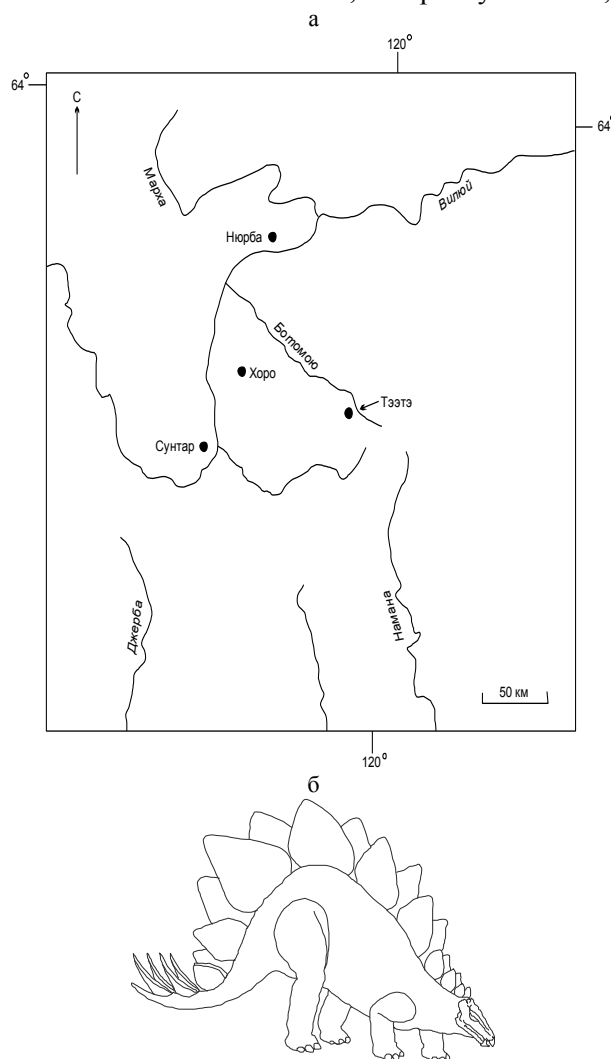 а
120°
64°
С
64°
Марха
Вилюй
Нюрба
Ботомою
Хоро
Тээтэ
Сунтар
Джерба
Намана
50 км
120°
б